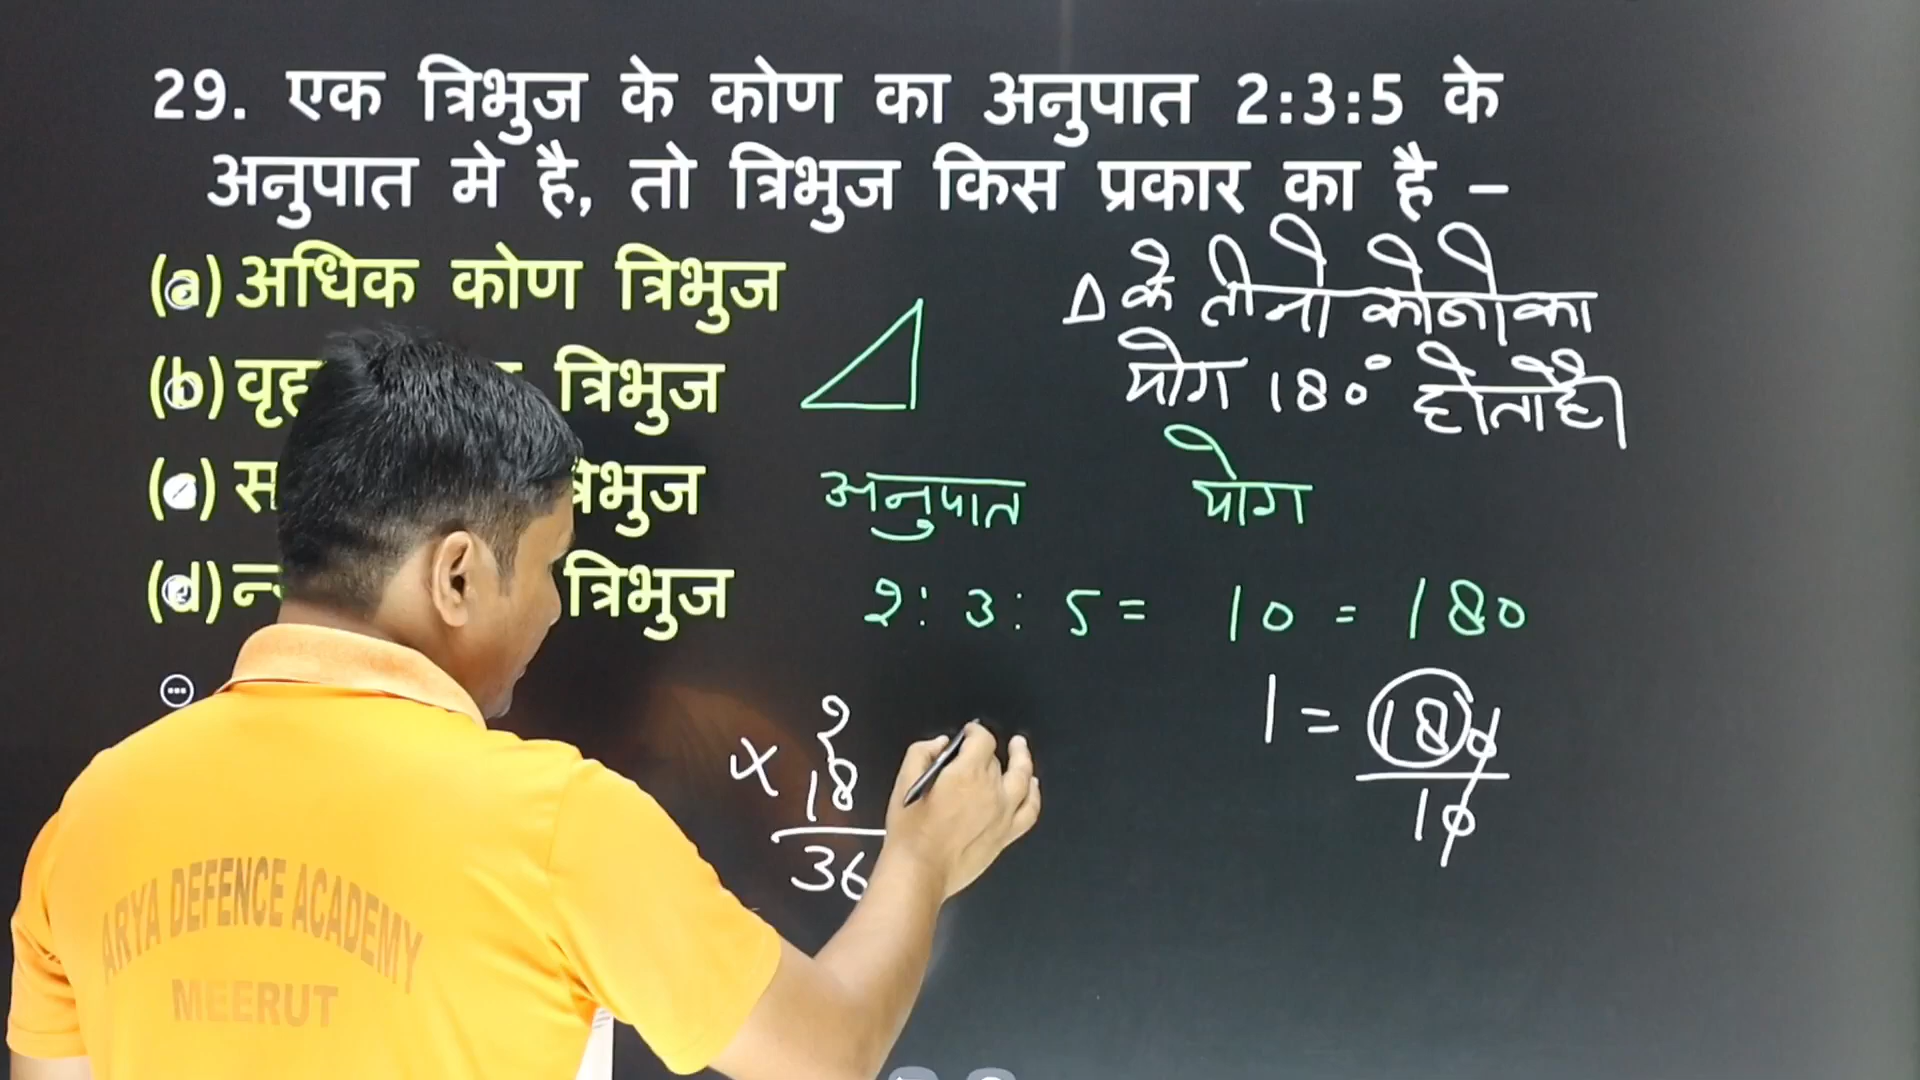 29. एक त्रिभुज के कोण का अनुपात 2:3:5 के
अनुपात मे है, तो त्रिभुज किस प्रकार का है –
(a) अधिक कोण त्रिभुज
(b) त्रिभुज
त्रिभुज
(d) त्रिभुज
∆ के तीनो कोणो का
योग 180° होता है।
अनुपात योग
2 : 3 : 5 = 10 = 180
1 = 180
10
2
x 18
36
ARYA DEFENCE ACADEMY
MEERUT